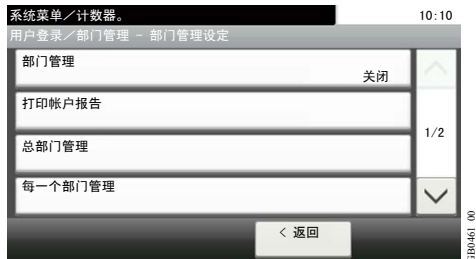 系统菜单／计数器。
10:10
用户登录／部门管理 - 部门管理设定
部门管理
关闭
打印帐户报告
1/2
总部门管理
每一个部门管理
< 返回
GB0461_00